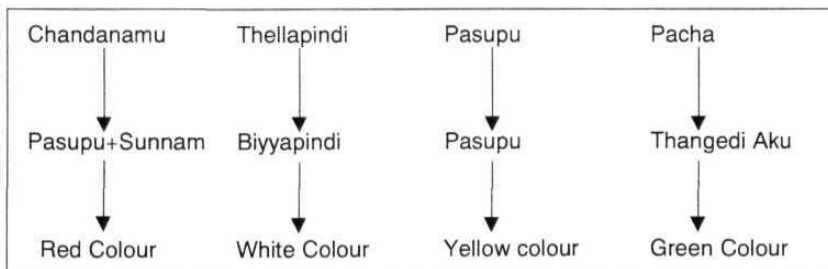 Chandanamu Thellapindi Pasupu Pacha
Pasupu+Sunnam Biyyapindi Pasupu Thangedi Aku
Red Colour White Colour Yellow colour Green Colour